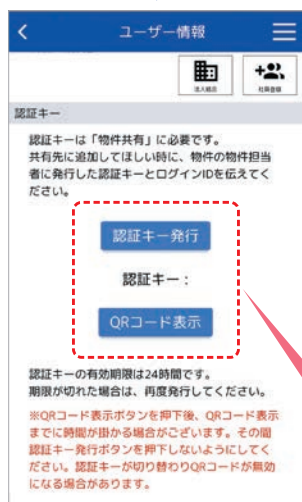 ユーザー情報
法人紹介
社員登録
認証キー
認証キーは「物件共有」に必要です。
共有先に追加してほしい時に、物件の物件担当
者に発行した認証キーとログインIDを伝えてく
ださい。
認証キー発行
認証キー：
QRコード表示
認証キーの有効期限は24時間です。
期限が切れた場合は、再度発行してください。
※QRコード表示ボタンを押下後、QRコード表示
までに時間が掛かる場合がございます。その間
認証キー発行ボタンを押下しないようにしてく
ださい。認証キーが切り替わりQRコードが無効
になる場合があります。